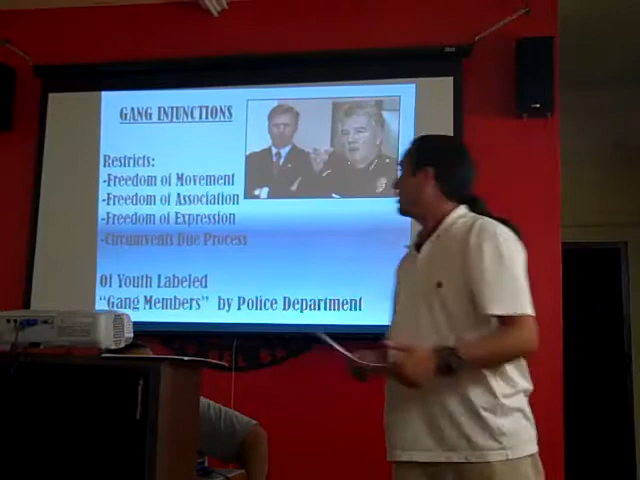 GANG INJUNCTIONS
Restricts:
-Freedom of Movement
-Freedom of Association
-Freedom of Expression
-Circumvents Due Process
Of Youth Labeled
“Gang Members” by Police Department